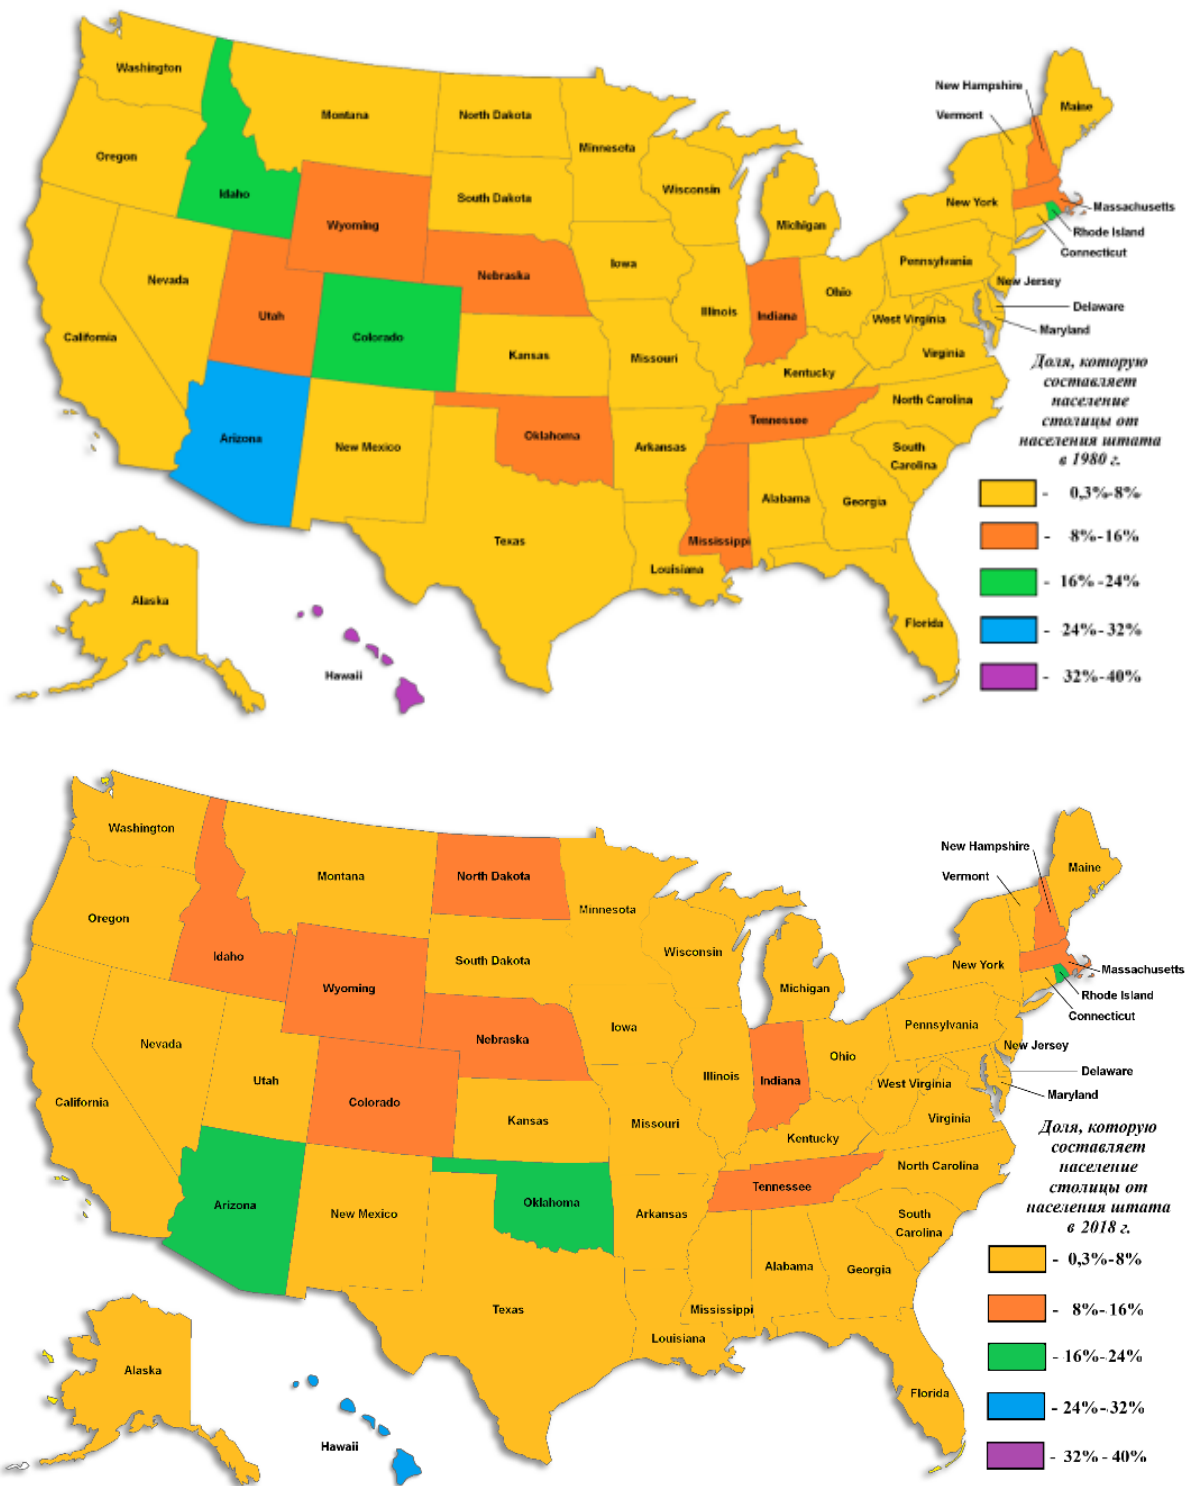 Washington
Montana
North Dakota
Minnesota
Oregon
Idaho
Wyoming
South Dakota
Wisconsin
Michigan
New Hampshire
Vermont
Maine
New York
Massachusetts
Rhode Island
Connecticut
Pennsylvania
New Jersey
Delaware
Maryland
Nevada
Utah
Colorado
Nebraska
Iowa
Illinois
Indiana
Ohio
West Virginia
Virginia
California
Kansas
Missouri
Kentucky
North Carolina
Tennessee
South
Carolina
Arizona
New Mexico
Oklahoma
Arkansas
Texas
Louisiana
Mississippi
Alabama
Georgia
Florida
Alaska
Hawaii
Доля, которую
составляет
население
столицы от
населения штата
в 1980 г.
- 0,3%-8%
- 8%-16%
- 16%-24%
- 24%-32%
- 32%-40%
Washington
Montana
North Dakota
Minnesota
Oregon
Idaho
Wyoming
South Dakota
Wisconsin
Michigan
New Hampshire
Vermont
Maine
New York
Massachusetts
Rhode Island
Connecticut
Pennsylvania
New Jersey
Delaware
Maryland
Nevada
Utah
Colorado
Nebraska
Iowa
Illinois
Indiana
Ohio
West Virginia
Virginia
California
Kansas
Missouri
Kentucky
North Carolina
Tennessee
South
Carolina
Arizona
New Mexico
Oklahoma
Arkansas
Texas
Louisiana
Mississippi
Alabama
Georgia
Florida
Alaska
Hawaii
Доля, которую
составляет
население
столицы от
населения штата
в 2018 г.
- 0,3%-8%
- 8%-16%
- 16%-24%
- 24%-32%
- 32%-40%